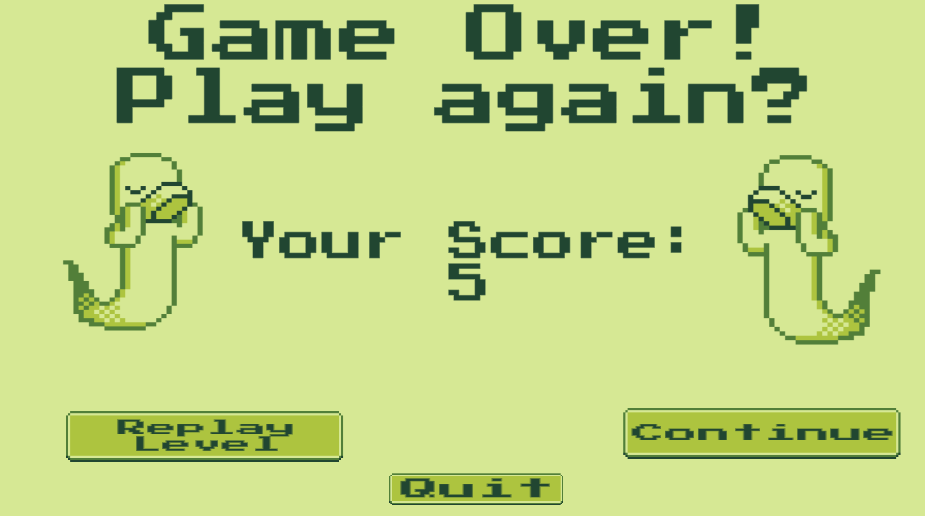 Game Over!
Play again?
Your Score:
5
Replay
Level
Continue
Quit